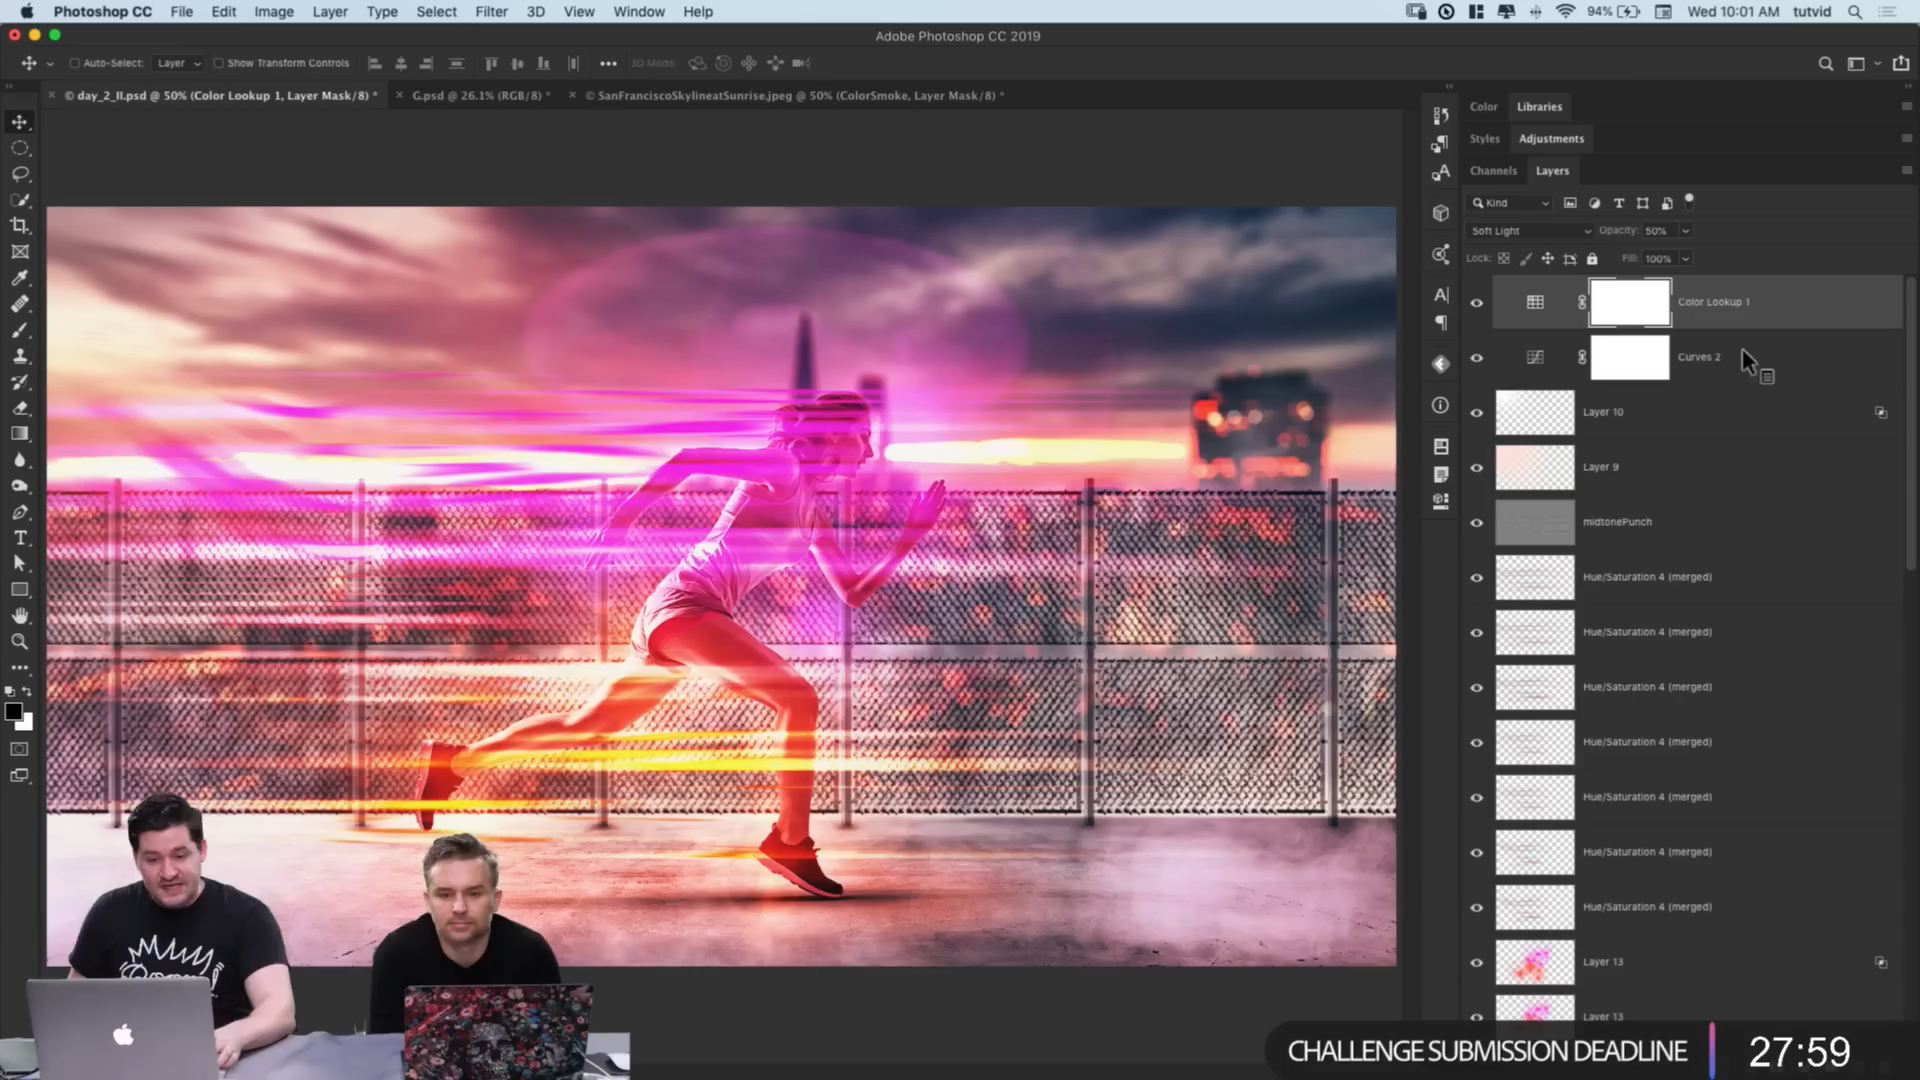 Photoshop CC File Edit Image Layer Type Select Filter 3D View Window Help 94% Wed 10:01 AM tutvid
Adobe Photoshop CC 2019
Auto-Select: Layer Show Transform Controls 3D Mode:
© day_2_II.psd @ 50% (Color Lookup 1, Layer Mask/8) * G.psd @ 26.1% (RGB/8) * © SanFranciscoSkylineatSunrise.jpeg @ 50% (ColorSmoke, Layer Mask/8) *
Color Libraries
Styles Adjustments
Channels Layers
Kind
Soft Light Opacity: 50%
Lock: Fill: 100%
Color Lookup 1
Curves 2
Layer 10
Layer 9
midtonePunch
Hue/Saturation 4 (merged)
Hue/Saturation 4 (merged)
Hue/Saturation 4 (merged)
Hue/Saturation 4 (merged)
Hue/Saturation 4 (merged)
Hue/Saturation 4 (merged)
Hue/Saturation 4 (merged)
Layer 13
Layer 13
CHALLENGE SUBMISSION DEADLINE 27:59